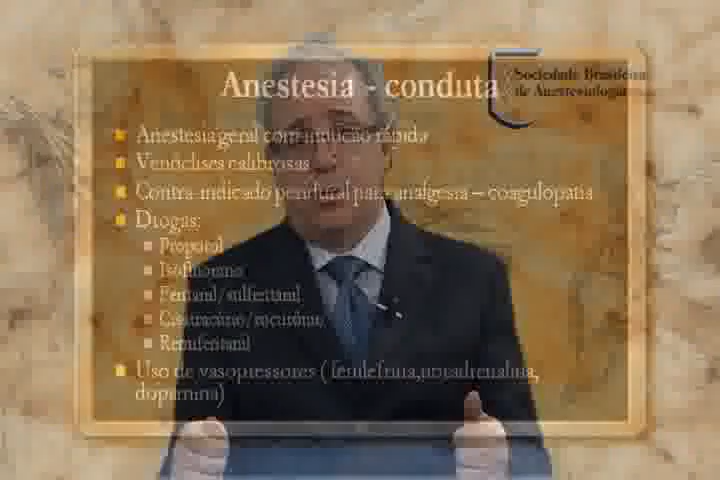 Anestesia - conduta
Sociedade Brasileira
de Anestesiologia
Anestesia geral com indução rápida
Venóclises calibrosas
Contra-indicado peridural para analgesia – coagulopatia
Drogas:
Propofol
Isoflurano
Fentanil/sulfentanil
Cisatracúrio/rocurônio
Remifentanil
Uso de vasopressores ( fenilefrina,noradrenalina,
dopamina)